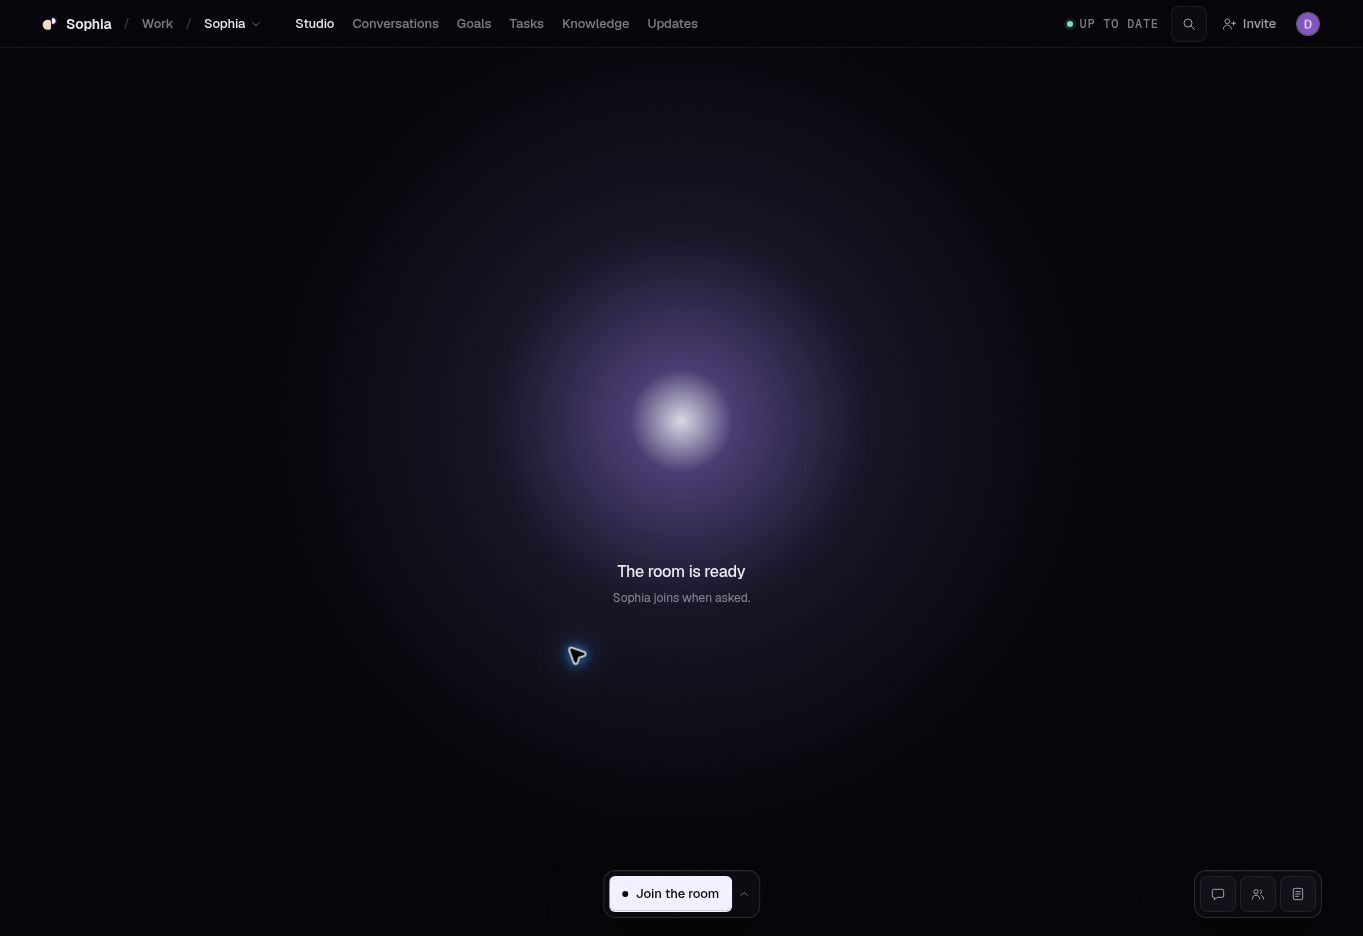 Sophia / Work / Sophia Studio Conversations Goals Tasks Knowledge Updates UP TO DATE Invite D
The room is ready
Sophia joins when asked.
Join the room